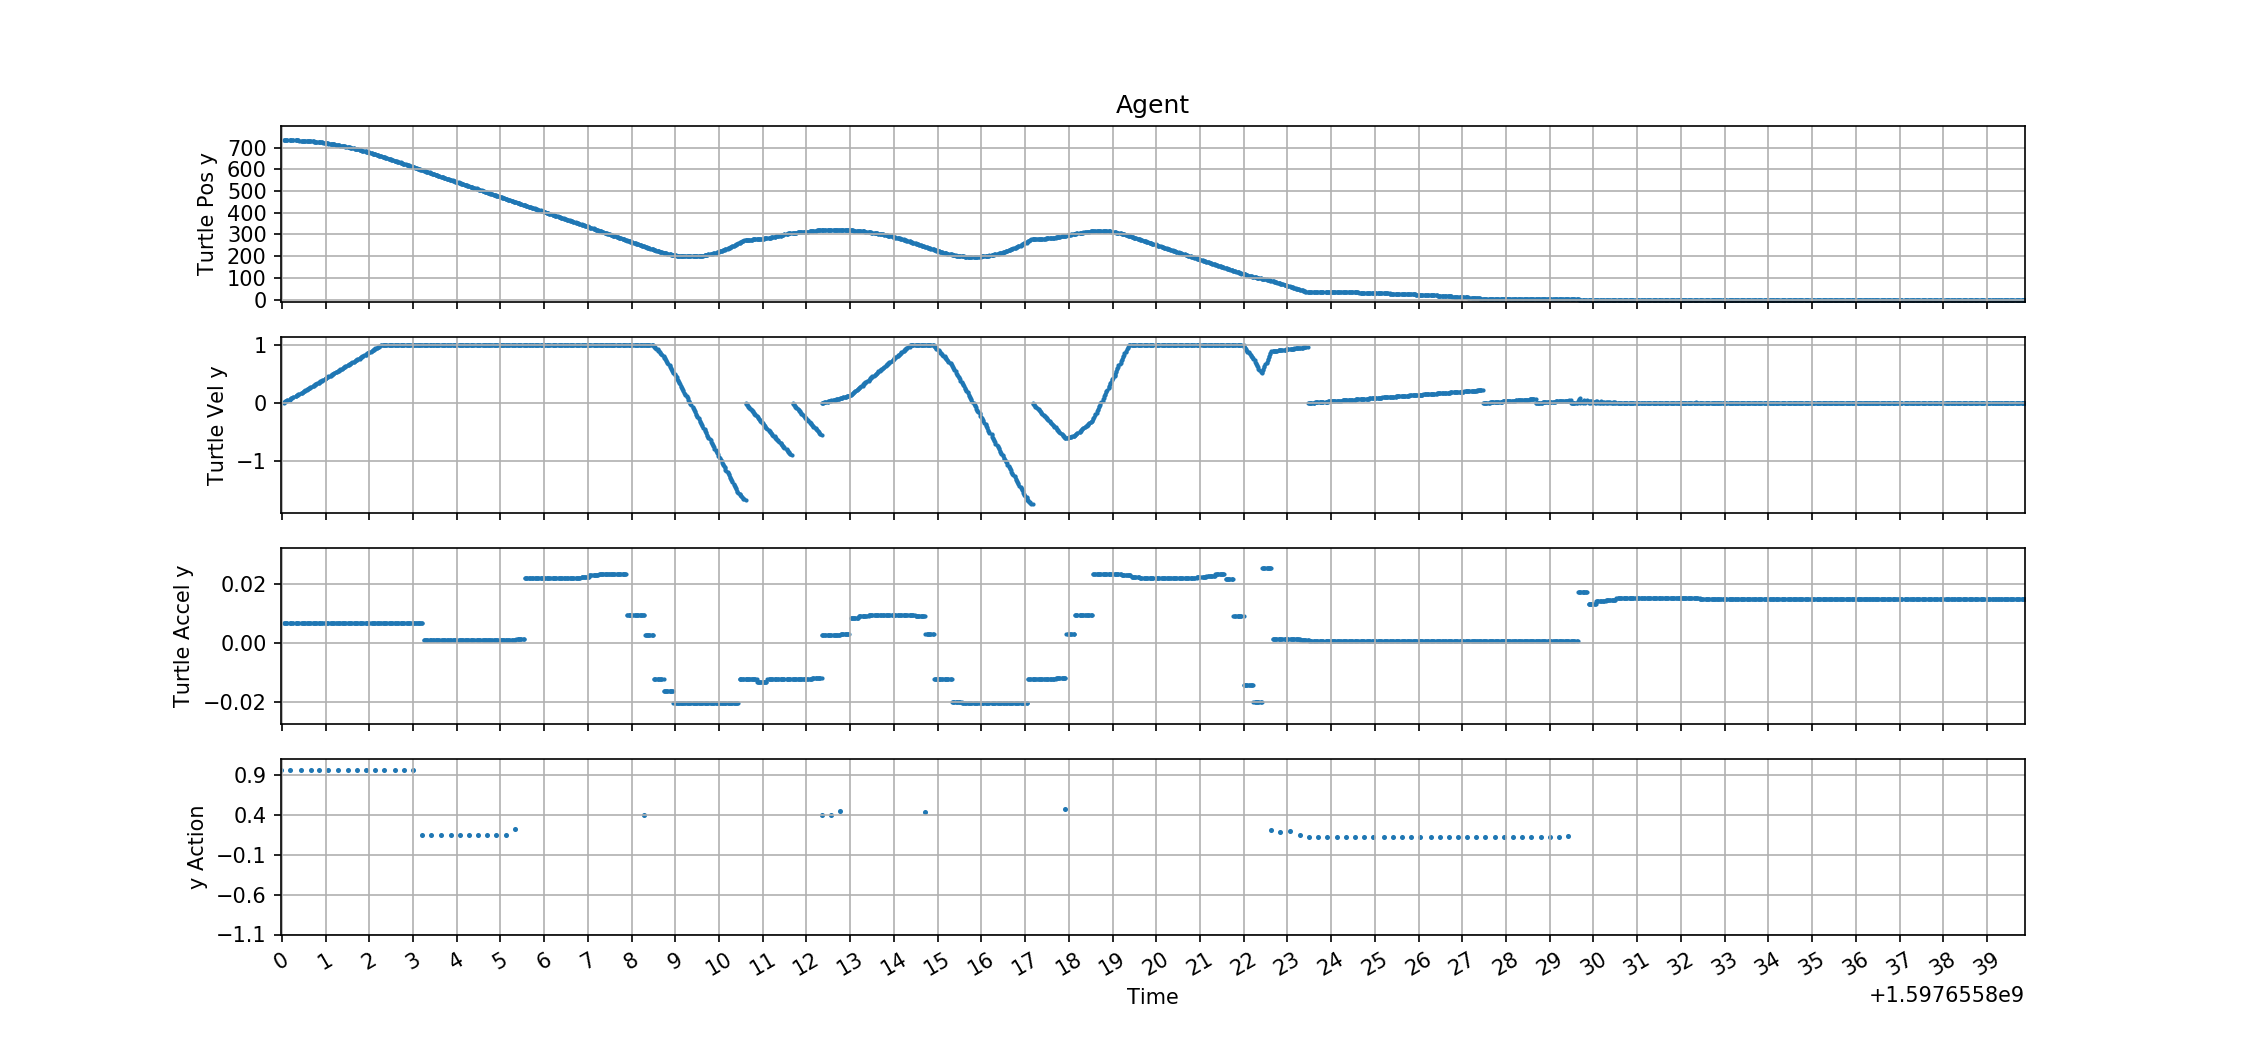 Agent
Turtle Pos y
700
600
500
400
300
200
100
0
Turtle Vel y
1
0
−1
Turtle Accel y
0.02
0.00
−0.02
y Action
0.9
0.4
−0.1
−0.6
−1.1
0 1 2 3 4 5 6 7 8 9 10 11 12 13 14 15 16 17 18 19 20 21 22 23 24 25 26 27 28 29 30 31 32 33 34 35 36 37 38 39
Time
+1.5976558e9